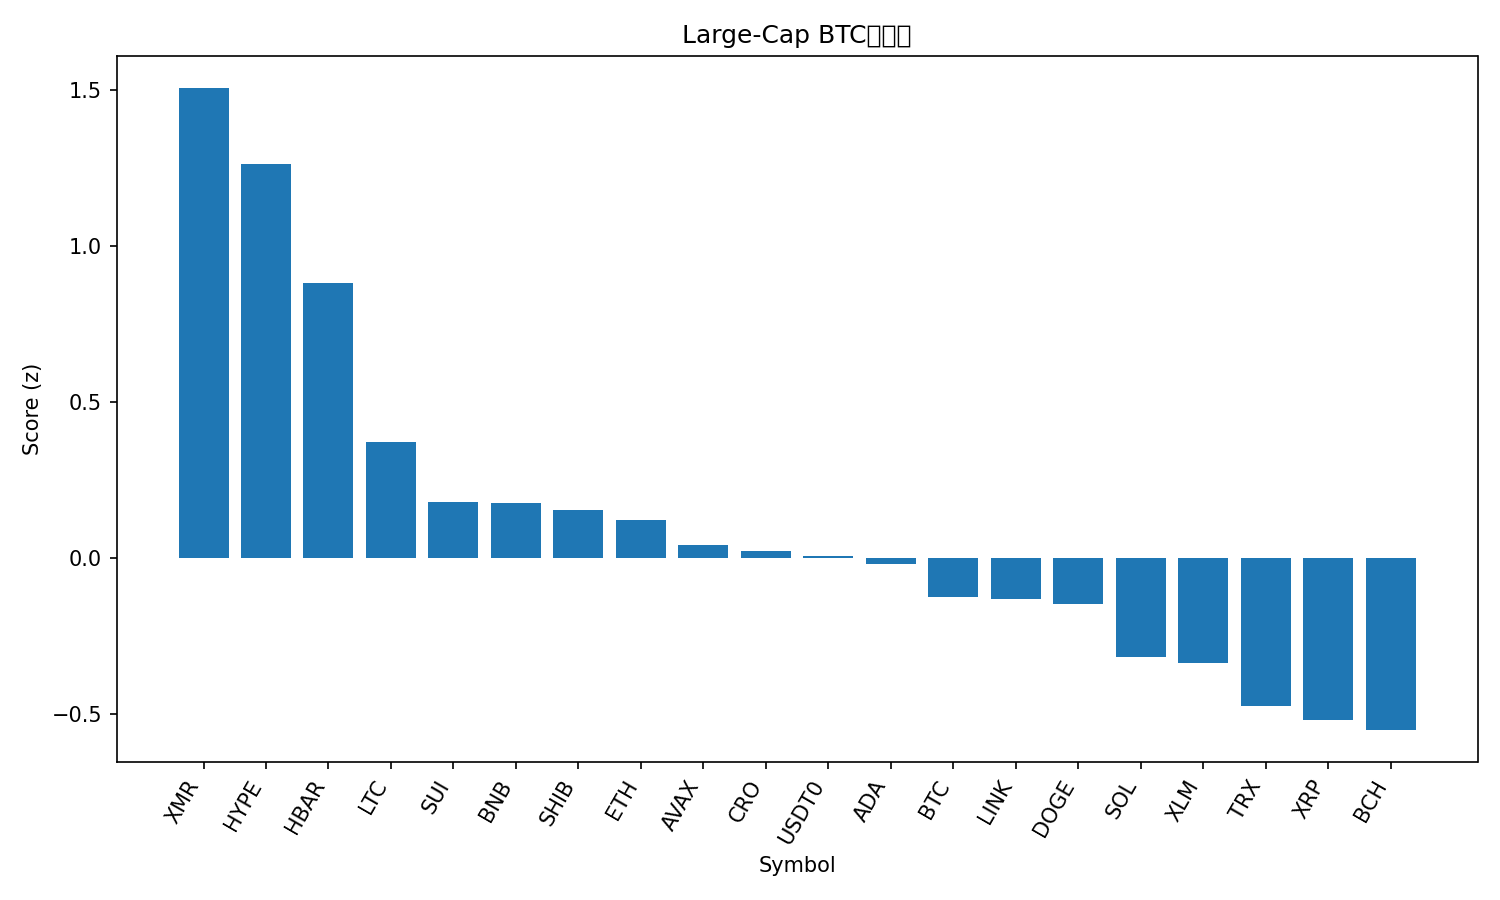 Large-Cap BTC
1.5
1.0
0.5
0.0
−0.5
Score (z)
XMR
HYPE
HBAR
LTC
SUI
BNB
SHIB
ETH
AVAX
CRO
USDT0
ADA
BTC
LINK
DOGE
SOL
XLM
TRX
XRP
BCH
Symbol